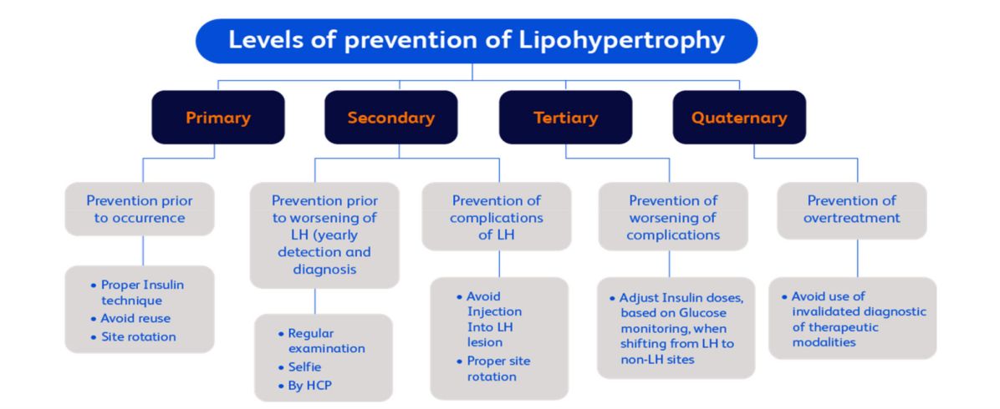 Levels of prevention of Lipohypertrophy
Primary
Secondary
Tertiary
Quaternary
Prevention prior
to occurrence
• Proper Insulin
technique
• Avoid reuse
• Site rotation
Prevention prior
to worsening of
LH (yearly
detection and
diagnosis
• Regular
examination
• Selfie
• By HCP
Prevention of
complications
of LH
• Avoid
Injection
Into LH
lesion
• Proper site
rotation
Prevention of
worsening of
complications
• Adjust Insulin doses,
based on Glucose
monitoring, when
shifting from LH to
non-LH sites
Prevention of
overtreatment
• Avoid use of
invalidated diagnostic
of therapeutic
modalities